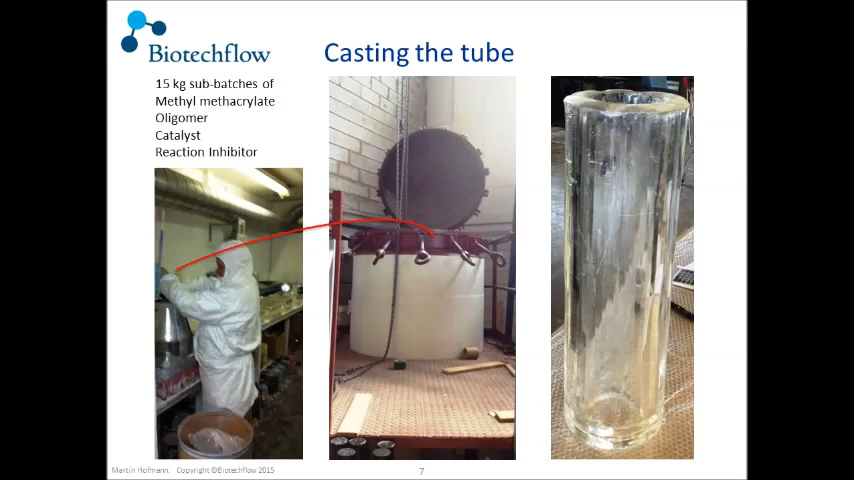 Biotechflow
Casting the tube
15 kg sub-batches of
Methyl methacrylate
Oligomer
Catalyst
Reaction Inhibitor
Martin Hofmann. Copyright ©Biotechflow 2015
7